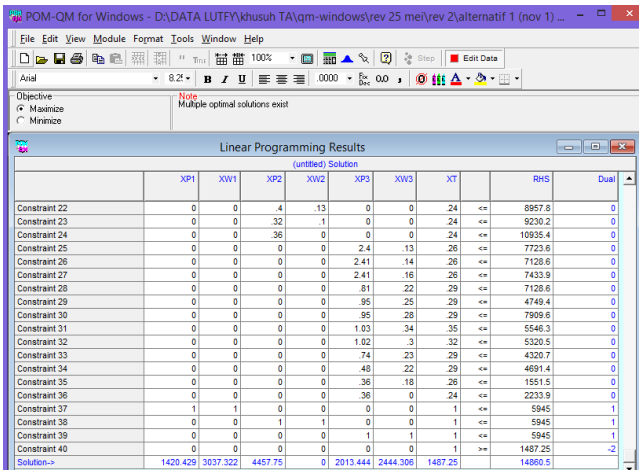 POM-QM for Windows - D:\DATA LUTFY\khusuh TA\qm-windows\rev 25 mei\rev 2\alternatif 1 (nov 1) ...
File Edit View Module Format Tools Window Help
100% Step Edit Data
Arial 8.2 B I U .0000 Fix Dec 0.0 ,
Objective
Maximize
Minimize
Note
Multiple optimal solutions exist
Linear Programming Results
(untitled) Solution
XP1 XW1 XP2 XW2 XP3 XW3 XT RHS Dual
Constraint 22 0 0 .4 .13 0 0 .24 <= 8957.8 0
Constraint 23 0 0 .32 .1 0 0 .24 <= 9230.2 0
Constraint 24 0 0 .36 0 0 0 .24 <= 10935.4 0
Constraint 25 0 0 0 0 2.4 .13 .26 <= 7723.6 0
Constraint 26 0 0 0 0 2.41 .14 .26 <= 7128.6 0
Constraint 27 0 0 0 0 2.41 .16 .26 <= 7433.9 0
Constraint 28 0 0 0 0 .81 .22 .29 <= 7128.6 0
Constraint 29 0 0 0 0 .95 .25 .29 <= 4749.4 0
Constraint 30 0 0 0 0 .95 .28 .29 <= 7909.6 0
Constraint 31 0 0 0 0 1.03 .34 .35 <= 5546.3 0
Constraint 32 0 0 0 0 1.02 .3 .32 <= 5320.5 0
Constraint 33 0 0 0 0 .74 .23 .29 <= 4320.7 0
Constraint 34 0 0 0 0 .48 .22 .29 <= 4691.4 0
Constraint 35 0 0 0 0 .36 .18 .26 <= 1551.5 0
Constraint 36 0 0 0 0 .36 0 .24 <= 2233.9 0
Constraint 37 1 1 0 0 0 0 1 <= 5945 1
Constraint 38 0 0 1 1 0 0 1 <= 5945 1
Constraint 39 0 0 0 0 1 1 1 <= 5945 1
Constraint 40 0 0 0 0 0 0 1 >= 1487.25 -2
Solution-> 1420.429 3037.322 4457.75 0 2013.444 2444.306 1487.25 14860.5